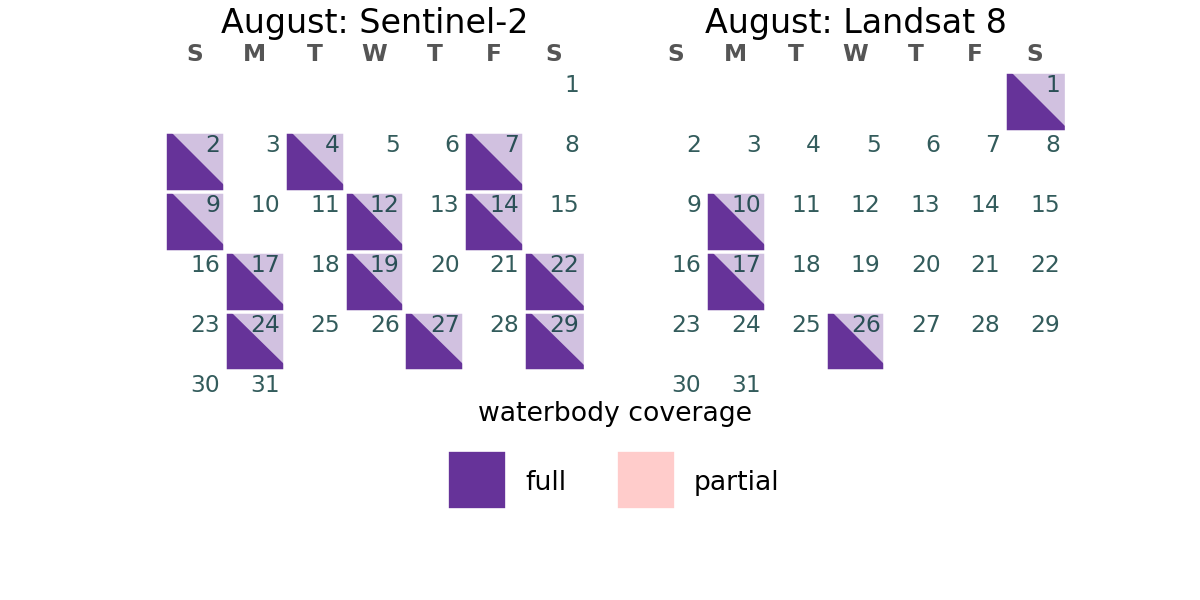 August: Sentinel-2
S M T W T F S
1
2 3 4 5 6 7 8
9 10 11 12 13 14 15
16 17 18 19 20 21 22
23 24 25 26 27 28 29
30 31
August: Landsat 8
S M T W T F S
1
2 3 4 5 6 7 8
9 10 11 12 13 14 15
16 17 18 19 20 21 22
23 24 25 26 27 28 29
30 31
waterbody coverage
full partial